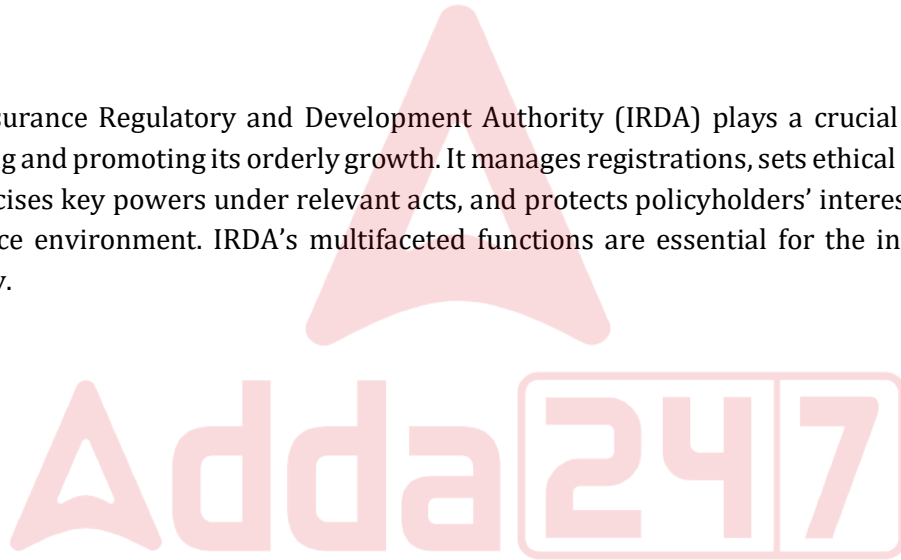 surance Regulatory and Development Authority (IRDA) plays a crucial
g and promoting its orderly growth. It manages registrations, sets ethical
cises key powers under relevant acts, and protects policyholders’ interes
ce environment. IRDA’s multifaceted functions are essential for the in
y.
Adda247